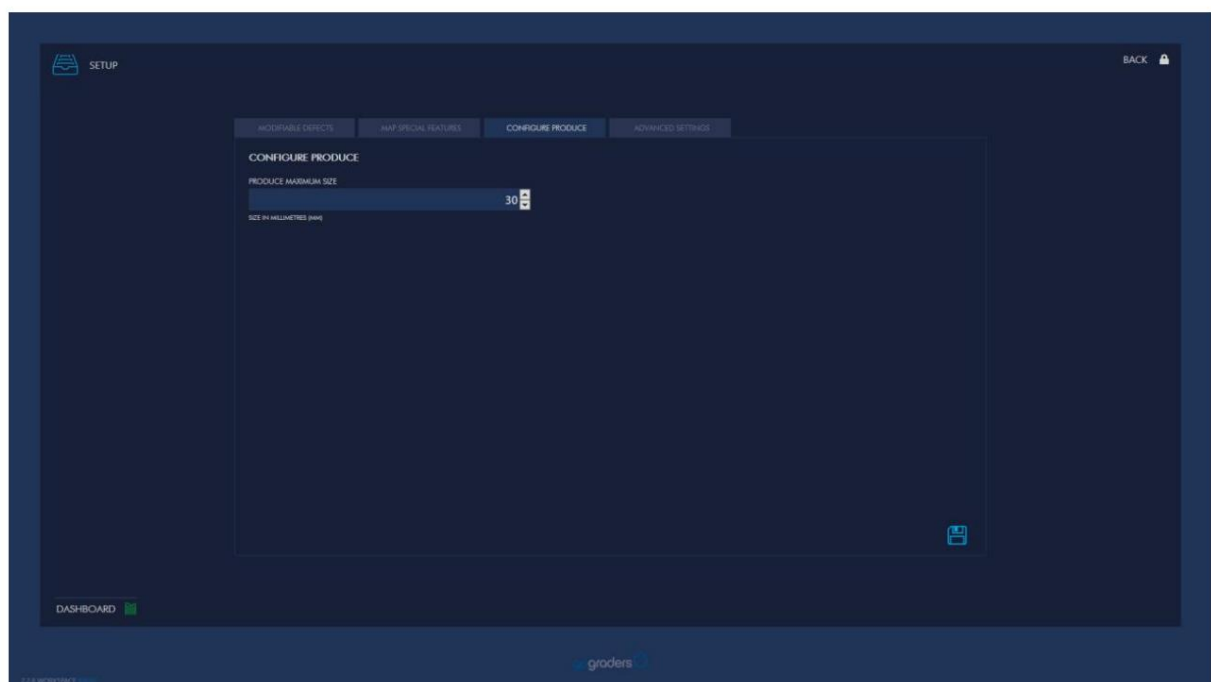 SETUP
BACK
MODIFIABLE DEFECTS
MAP SPECIAL FEATURES
CONFIGURE PRODUCE
ADVANCED SETTINGS
CONFIGURE PRODUCE
PRODUCE MAXIMUM SIZE
30
SIZE IN MILLIMETRES (MM)
DASHBOARD
graders